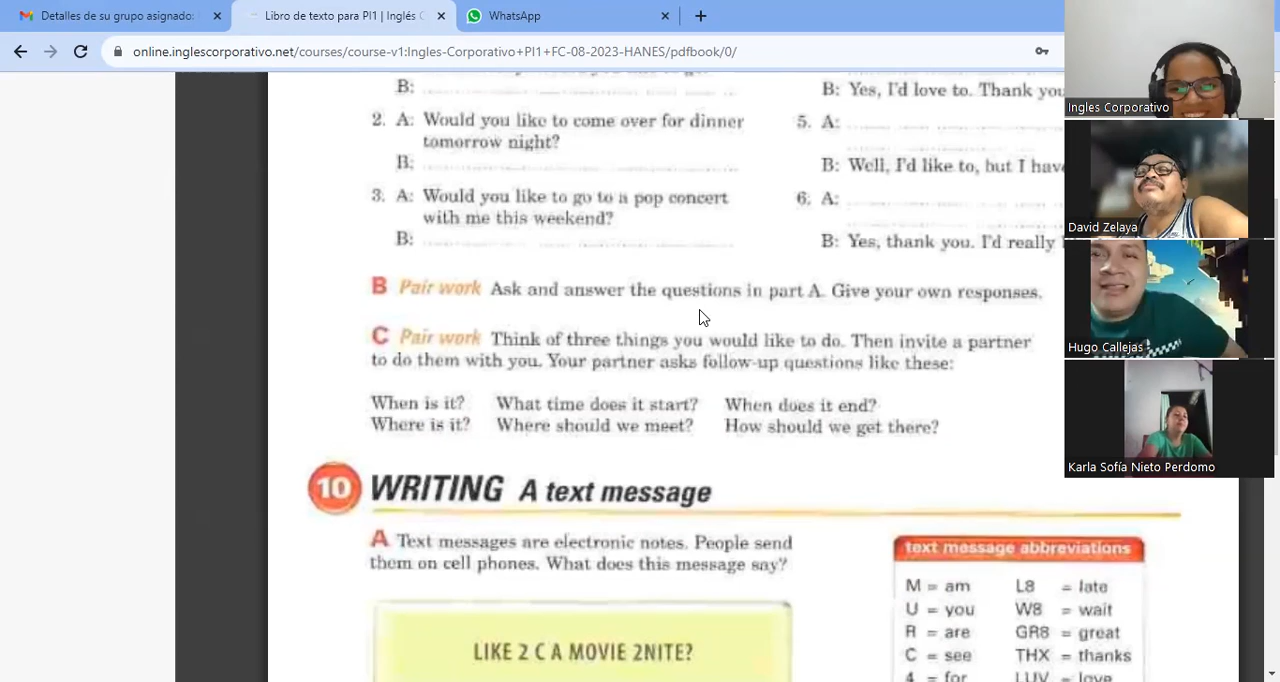 Detalles de su grupo asignado:
Libro de texto para PI1 | Inglés C
WhatsApp
online.inglescorporativo.net/courses/course-v1:Ingles-Corporativo+PI1+FC-08-2023-HANES/pdfbook/0/
B:
2. A: Would you like to come over for dinner
tomorrow night?
B:
3. A: Would you like to go to a pop concert
with me this weekend?
B:
B: Yes, I'd love to. Thank you
5. A:
B: Well, I'd like to, but I have
6. A:
B: Yes, thank you. I'd really
B Pair work Ask and answer the questions in part A. Give your own responses.
C Pair work Think of three things you would like to do. Then invite a partner
to do them with you. Your partner asks follow-up questions like these:
When is it? What time does it start? When does it end?
Where is it? Where should we meet? How should we get there?
10 WRITING A text message
A Text messages are electronic notes. People send
them on cell phones. What does this message say?
LIKE 2 C A MOVIE 2NITE?
text message abbreviations
M = am L8 = late
U = you W8 = wait
R = are GR8 = great
C = see THX = thanks
4 = for LUV = love
Ingles Corporativo
David Zelaya
Hugo Callejas
Karla Sofía Nieto Perdomo